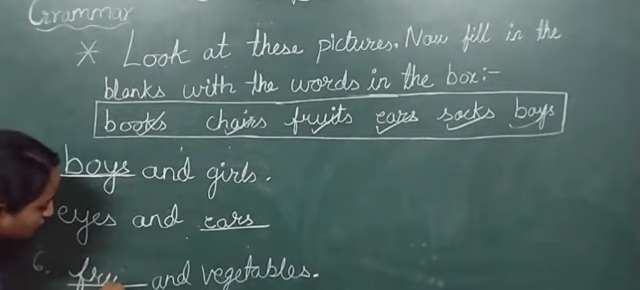 Grammar
* Look at these pictures. Now fill in the
blanks with the words in the box:-
books chairs fruits ears socks boys
boys and girls.
eyes and ears
6. frui and vegetables.